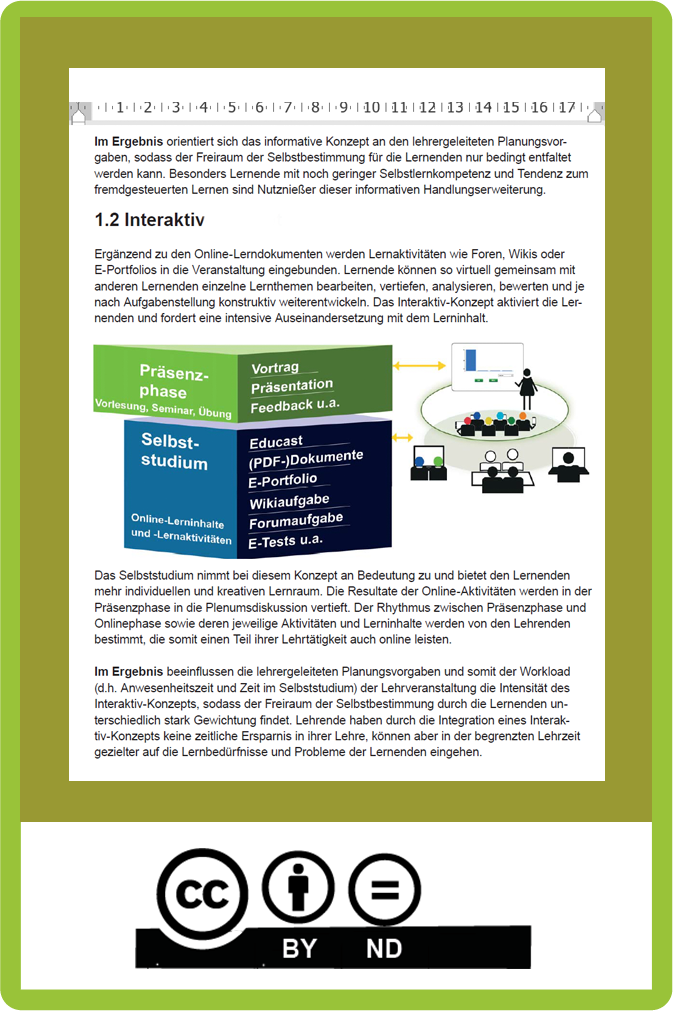 1 2 3 4 5 6 7 8 9 10 11 12 13 14 15 16 17
Im Ergebnis orientiert sich das informative Konzept an den lehrergeleiteten Planungsvor-
gaben, sodass der Freiraum der Selbstbestimmung für die Lernenden nur bedingt entfaltet
werden kann. Besonders Lernende mit noch geringer Selbstlernkompetenz und Tendenz zum
fremdgesteuerten Lernen sind Nutznießer dieser informativen Handlungserweiterung.
1.2 Interaktiv
Ergänzend zu den Online-Lerndokumenten werden Lernaktivitäten wie Foren, Wikis oder
E-Portfolios in die Veranstaltung eingebunden. Lernende können so virtuell gemeinsam mit
anderen Lernenden einzelne Lernthemen bearbeiten, vertiefen, analysieren, bewerten und je
nach Aufgabenstellung konstruktiv weiterentwickeln. Das Interaktiv-Konzept aktiviert die Ler-
nenden und fordert eine intensive Auseinandersetzung mit dem Lerninhalt.
Präsenz-
phase
Vorlesung, Seminar, Übung
Vortrag
Präsentation
Feedback u.a.
Selbst-
studium
Online-Lerninhalte
und -Lernaktivitäten
Educast
(PDF-)Dokumente
E-Portfolio
Wikiaufgabe
Forumaufgabe
E-Tests u.a.
Das Selbststudium nimmt bei diesem Konzept an Bedeutung zu und bietet den Lernenden
mehr individuellen und kreativen Lernraum. Die Resultate der Online-Aktivitäten werden in der
Präsenzphase in die Plenumsdiskussion vertieft. Der Rhythmus zwischen Präsenzphase und
Onlinephase sowie deren jeweilige Aktivitäten und Lerninhalte werden von den Lehrenden
bestimmt, die somit einen Teil ihrer Lehrtätigkeit auch online leisten.
Im Ergebnis beeinflussen die lehrergeleiteten Planungsvorgaben und somit der Workload
(d.h. Anwesenheitszeit und Zeit im Selbststudium) der Lehrveranstaltung die Intensität des
Interaktiv-Konzepts, sodass der Freiraum der Selbstbestimmung durch die Lernenden un-
terschiedlich stark Gewichtung findet. Lehrende haben durch die Integration eines Interak-
tiv-Konzepts keine zeitliche Ersparnis in ihrer Lehre, können aber in der begrenzten Lehrzeit
gezielter auf die Lernbedürfnisse und Probleme der Lernenden eingehen.
cc
BY ND